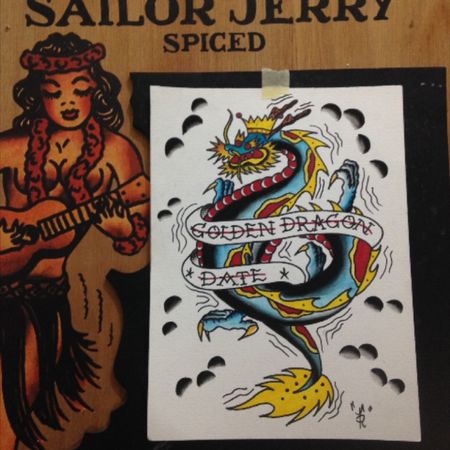 SAILOR JERRY
SPICED
GOLDEN DRAGON
* DATE *